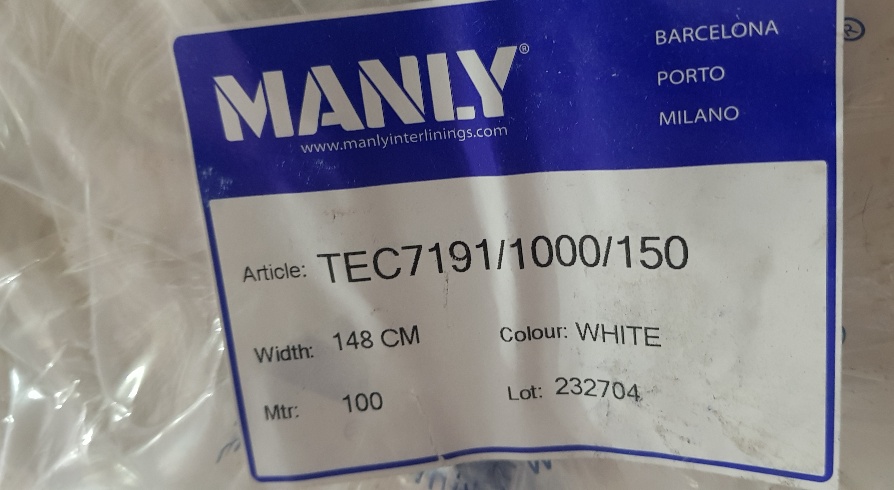 MANLY®
www.manlyinterlinings.com
BARCELONA
PORTO
MILANO
Article: TEC7191/1000/150
Width: 148 CM Colour: WHITE
Mtr: 100 Lot: 232704